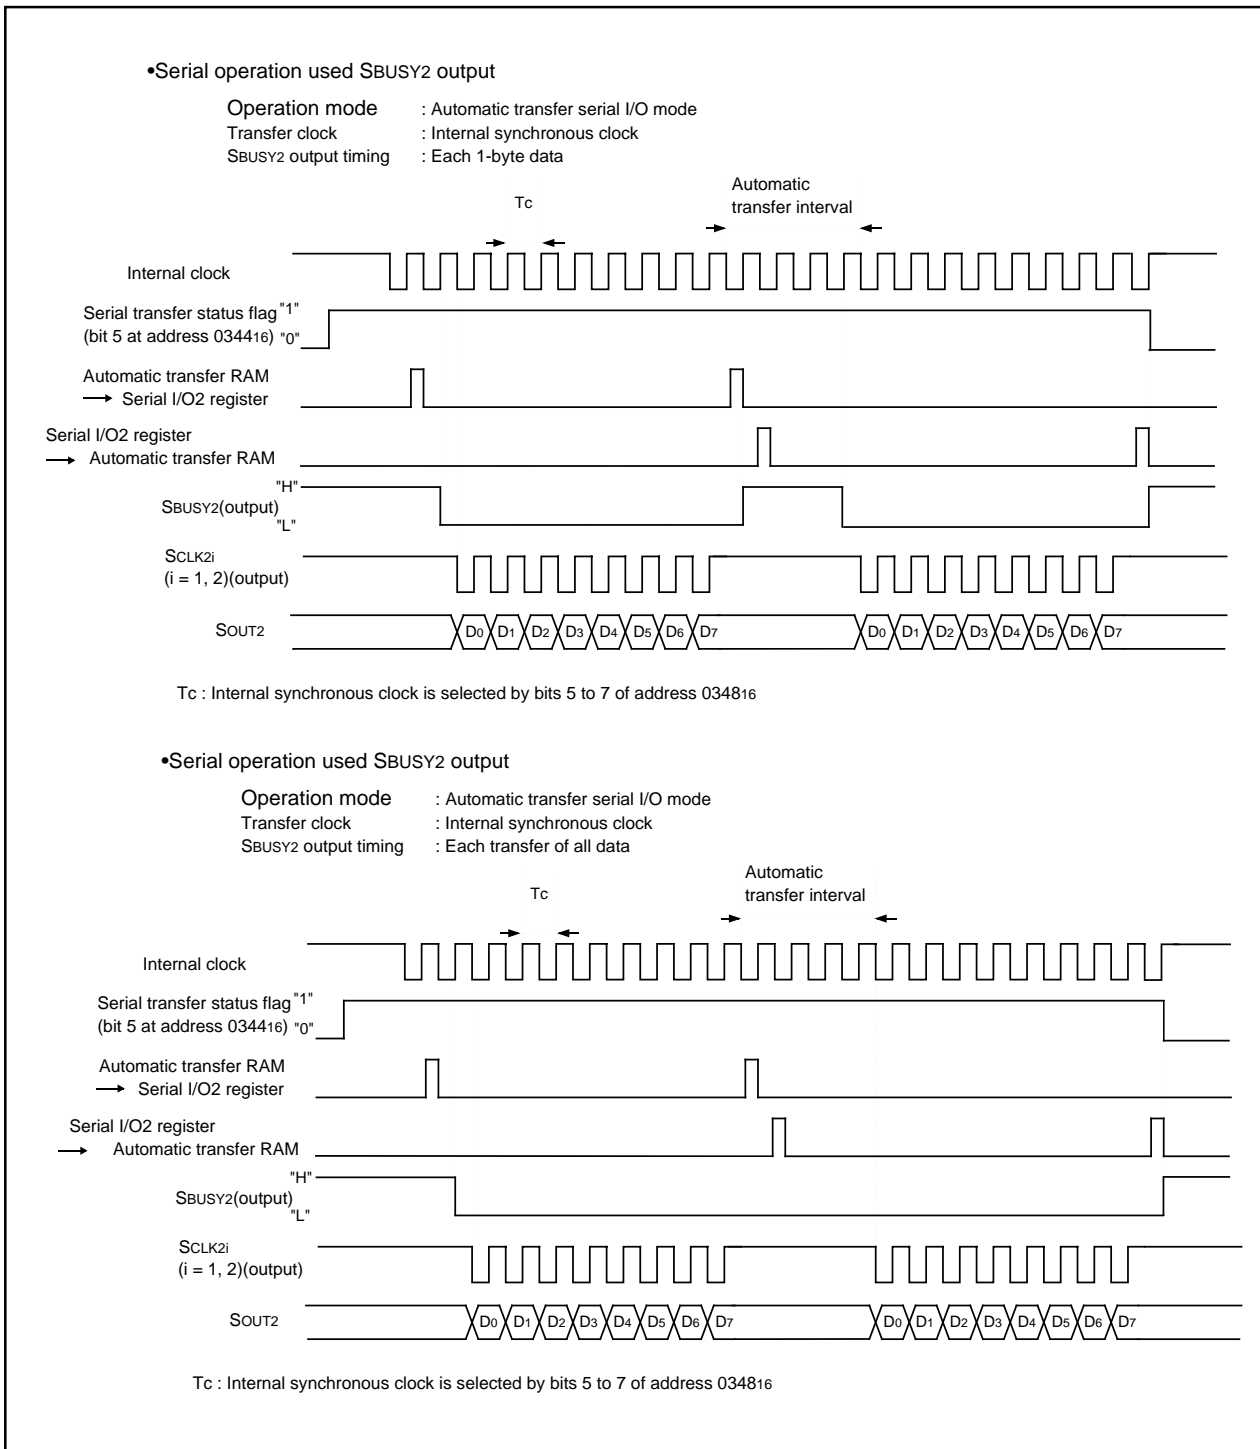 •Serial operation used SBUSY2 output
Operation mode : Automatic transfer serial I/O mode
Transfer clock : Internal synchronous clock
SBUSY2 output timing : Each 1-byte data
Automatic
transfer interval
Tc
Internal clock
Serial transfer status flag "1"
(bit 5 at address 034416) "0"
Automatic transfer RAM
→ Serial I/O2 register
Serial I/O2 register
→ Automatic transfer RAM
"H"
SBUSY2(output)
"L"
SCLK2i
(i = 1, 2)(output)
SOUT2 D0 D1 D2 D3 D4 D5 D6 D7 D0 D1 D2 D3 D4 D5 D6 D7
Tc : Internal synchronous clock is selected by bits 5 to 7 of address 034816
•Serial operation used SBUSY2 output
Operation mode : Automatic transfer serial I/O mode
Transfer clock : Internal synchronous clock
SBUSY2 output timing : Each transfer of all data
Automatic
transfer interval
Tc
Internal clock
Serial transfer status flag "1"
(bit 5 at address 034416) "0"
Automatic transfer RAM
→ Serial I/O2 register
Serial I/O2 register
→ Automatic transfer RAM
"H"
SBUSY2(output)
"L"
SCLK2i
(i = 1, 2)(output)
SOUT2 D0 D1 D2 D3 D4 D5 D6 D7 D0 D1 D2 D3 D4 D5 D6 D7
Tc : Internal synchronous clock is selected by bits 5 to 7 of address 034816